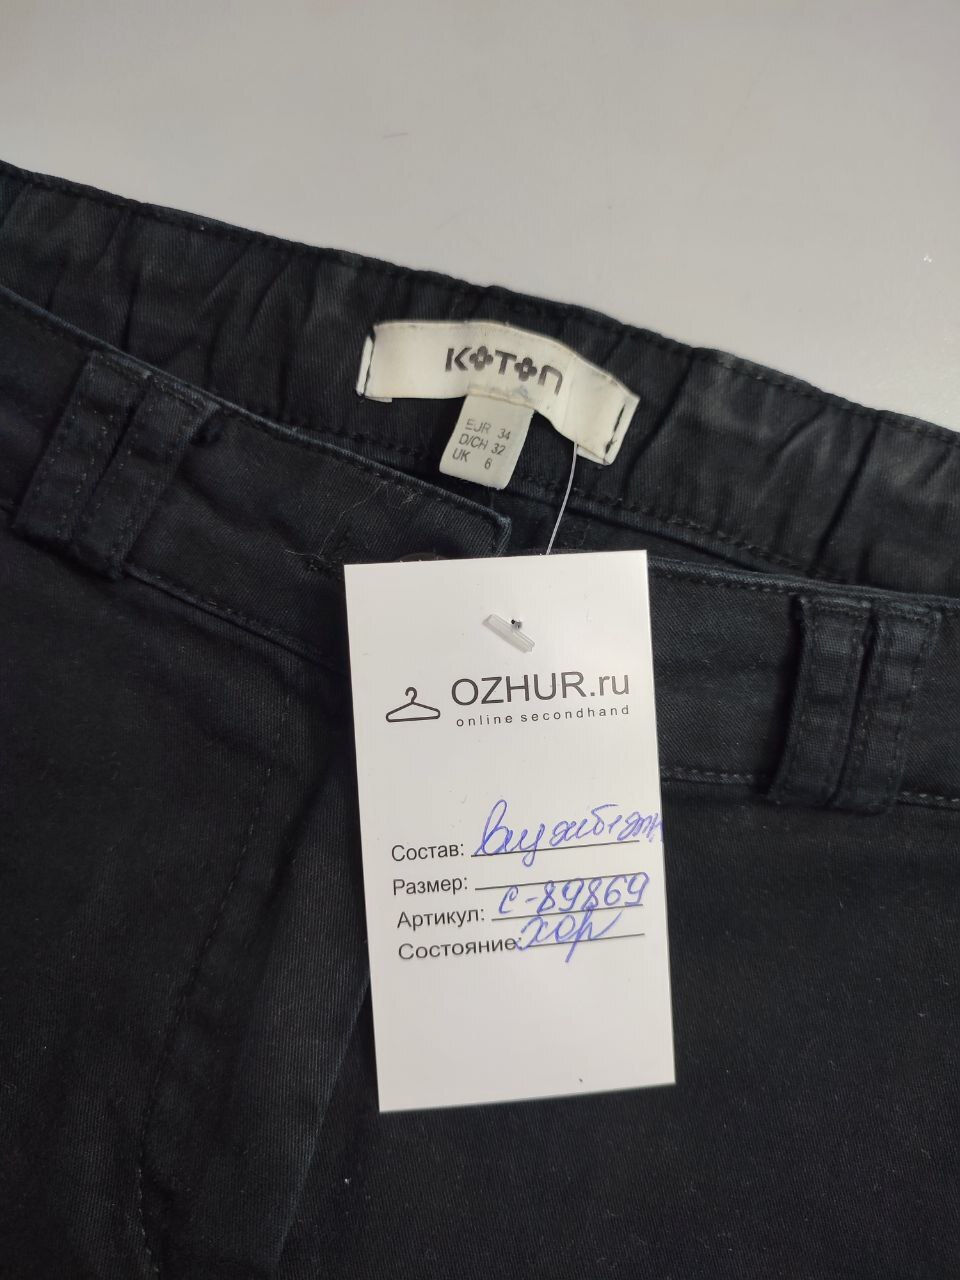 KOTON
EUR 34
D/CH 32
UK 6
OZHUR.ru
online secondhand
Состав:
Размер:
Артикул: с-89869
Состояние: хор